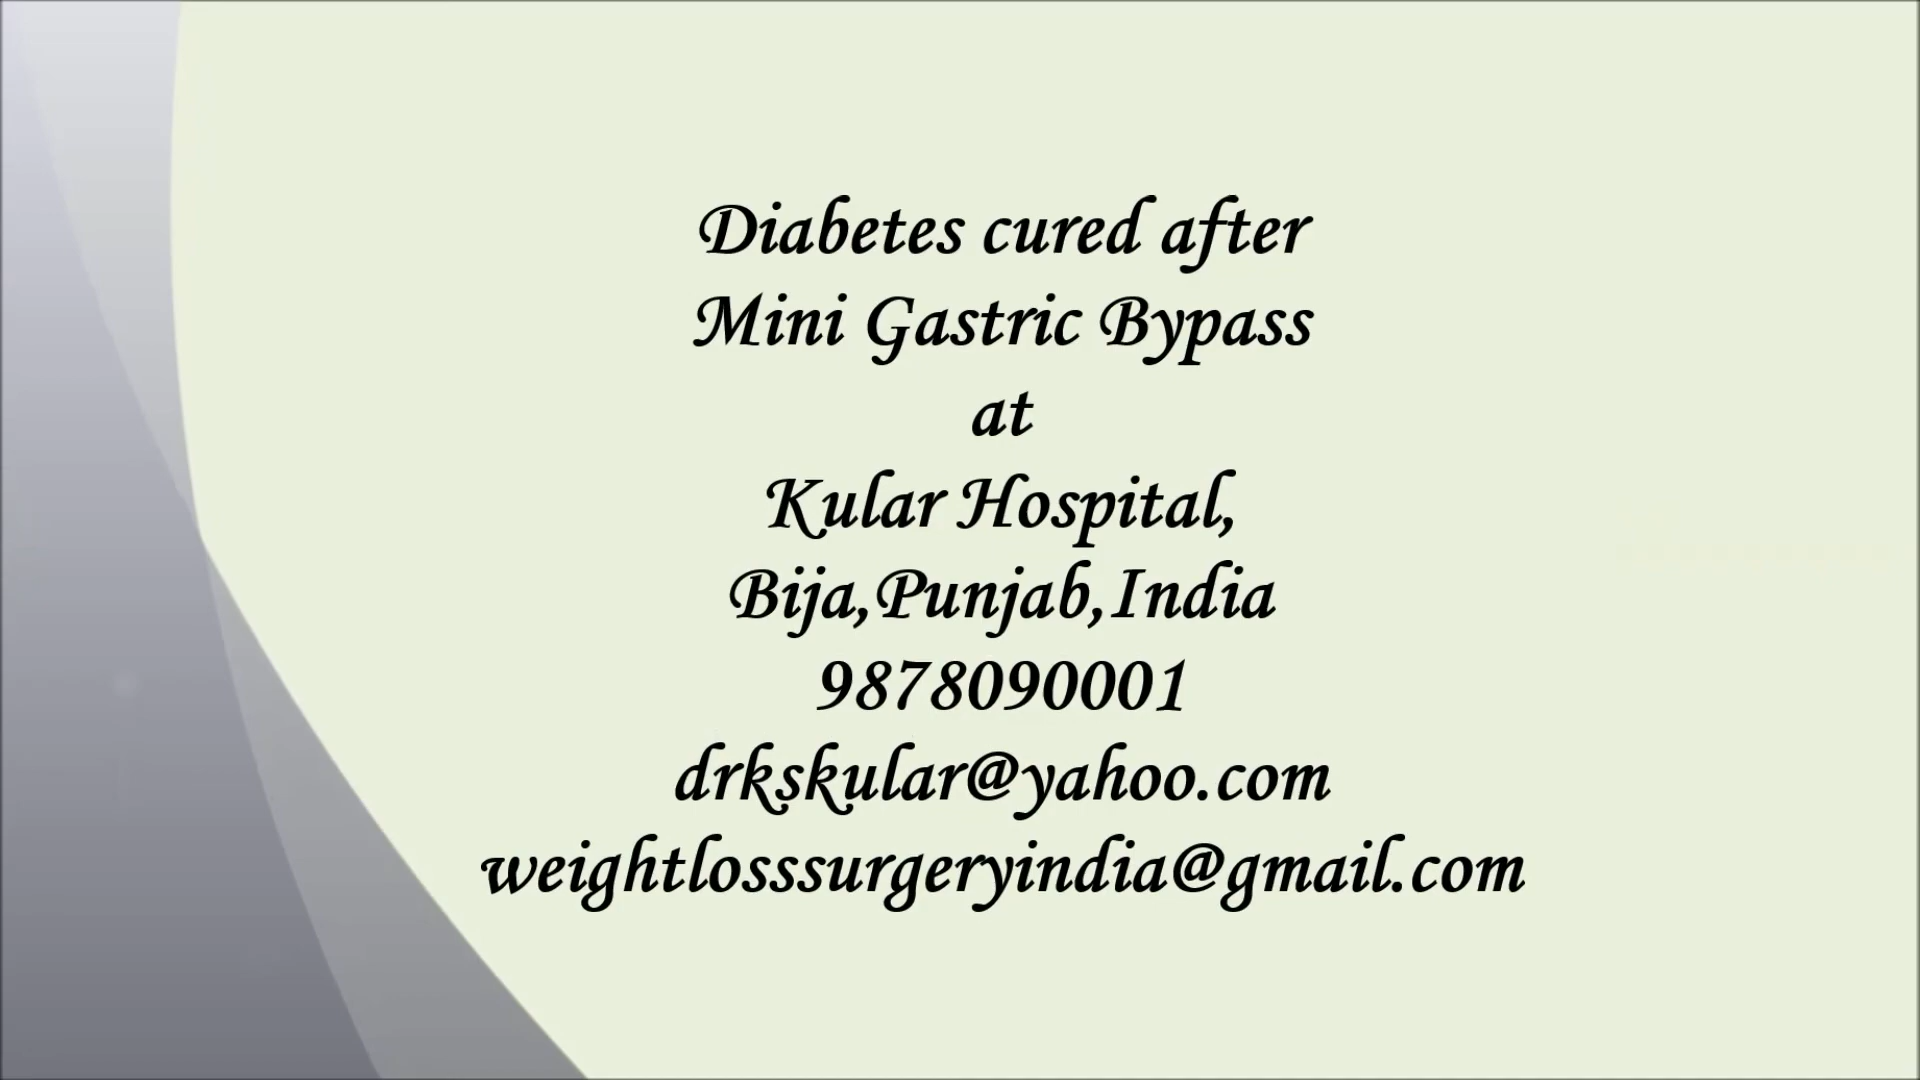 Diabetes cured after
Mini Gastric Bypass
at
Kular Hospital,
Bija,Punjab,India
9878090001
drkskular@yahoo.com
weightlosssurgeryindia@gmail.com